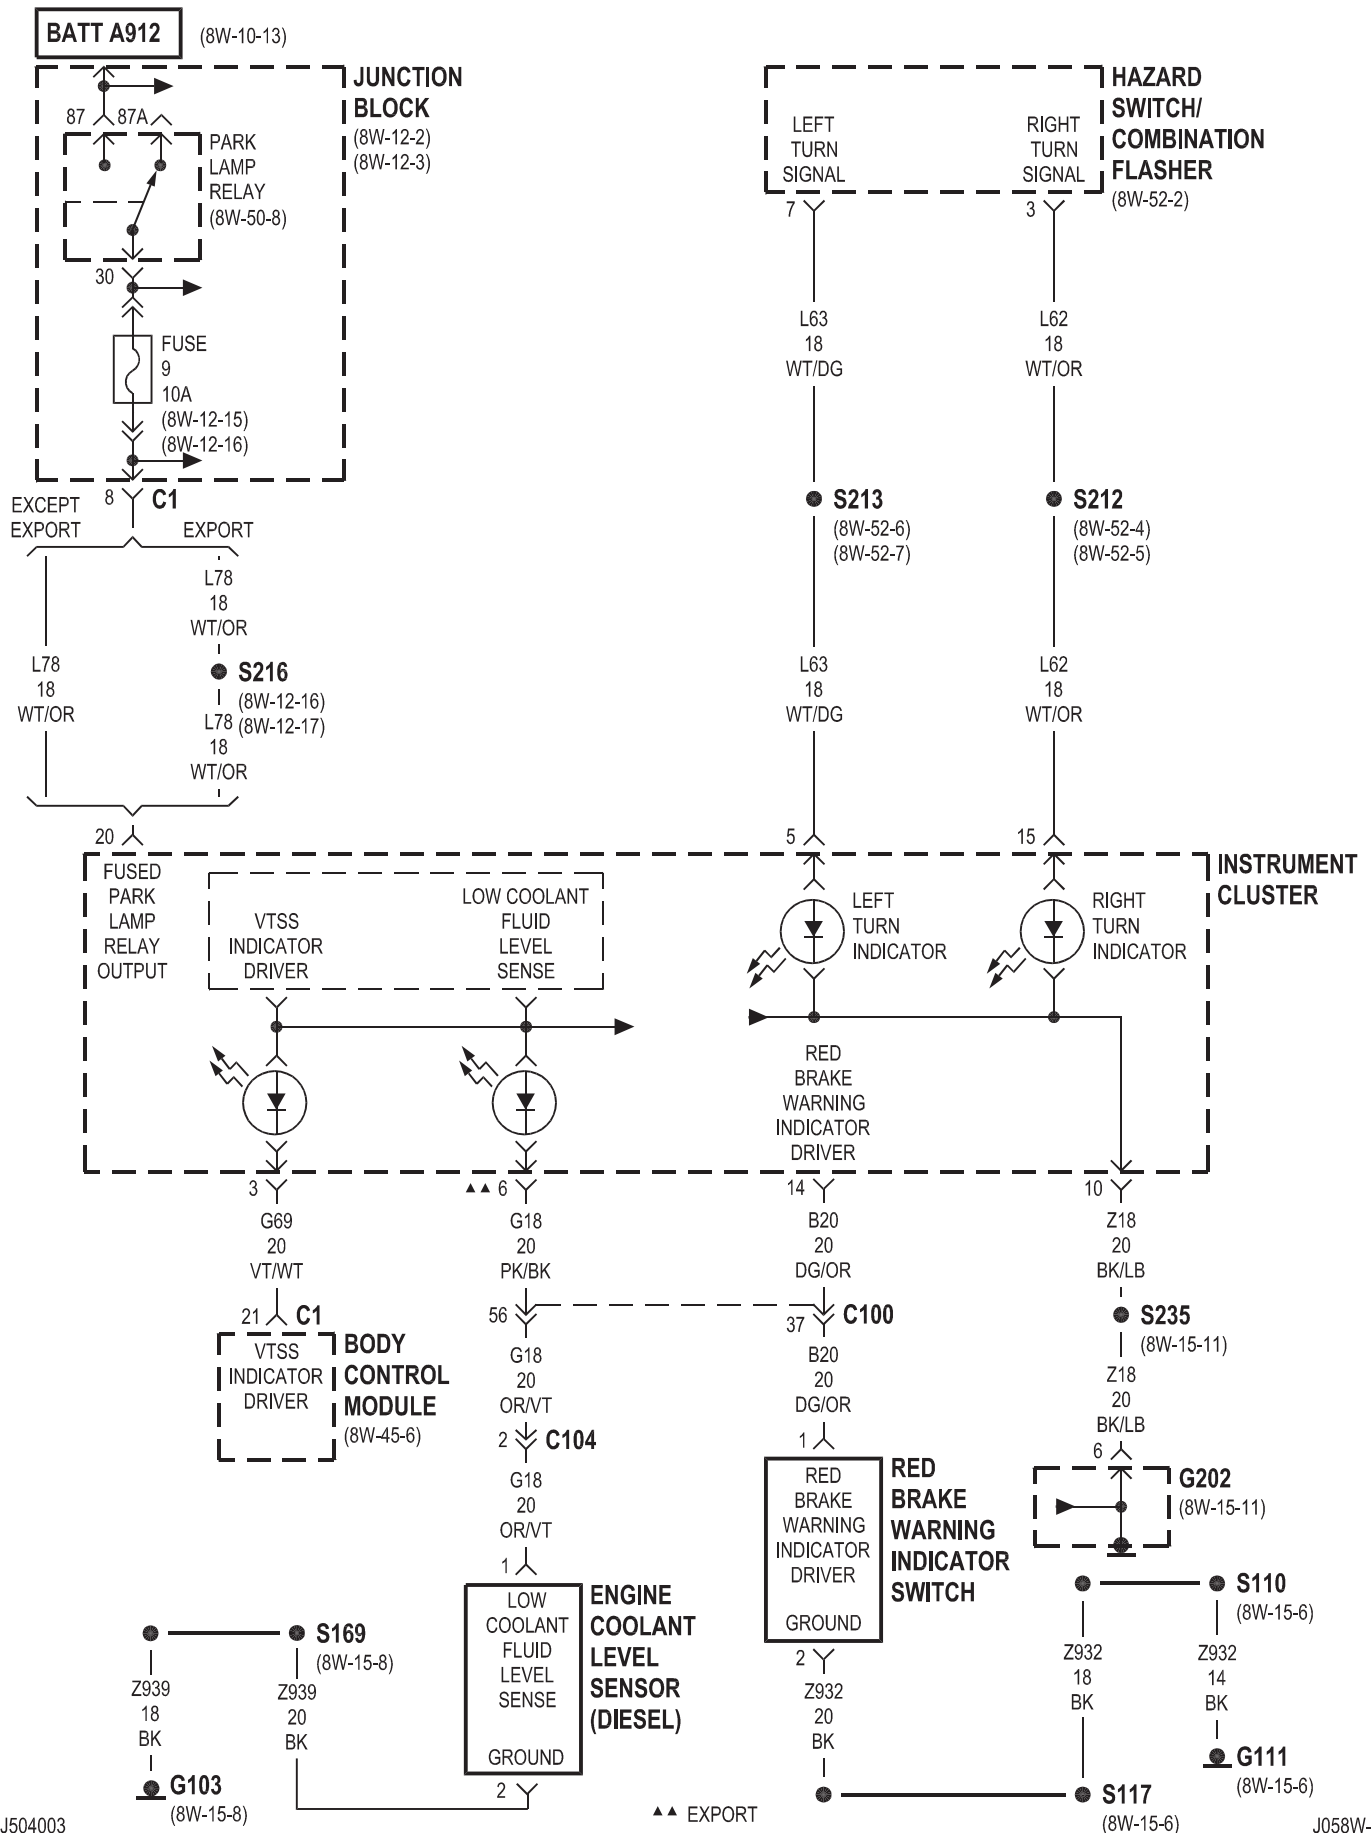 BATT A912
(8W-10-13)
JUNCTION
BLOCK
(8W-12-2)
(8W-12-3)
87
87A
PARK
LAMP
RELAY
(8W-50-8)
30
FUSE
9
10A
(8W-12-15)
(8W-12-16)
8
C1
EXCEPT
EXPORT
EXPORT
L78
18
WT/OR
L78
18
WT/OR
S216
(8W-12-16)
(8W-12-17)
L78
18
WT/OR
20
HAZARD
SWITCH/
COMBINATION
FLASHER
(8W-52-2)
LEFT
TURN
SIGNAL
RIGHT
TURN
SIGNAL
7
3
L63
18
WT/DG
L62
18
WT/OR
S213
(8W-52-6)
(8W-52-7)
S212
(8W-52-4)
(8W-52-5)
L63
18
WT/DG
L62
18
WT/OR
5
15
INSTRUMENT
CLUSTER
FUSED
PARK
LAMP
RELAY
OUTPUT
VTSS
INDICATOR
DRIVER
LOW COOLANT
FLUID
LEVEL
SENSE
LEFT
TURN
INDICATOR
RIGHT
TURN
INDICATOR
RED
BRAKE
WARNING
INDICATOR
DRIVER
3
▲▲ 6
14
10
G69
20
VT/WT
G18
20
PK/BK
B20
20
DG/OR
Z18
20
BK/LB
21
C1
56
37
C100
S235
(8W-15-11)
VTSS
INDICATOR
DRIVER
BODY
CONTROL
MODULE
(8W-45-6)
G18
20
OR/VT
B20
20
DG/OR
Z18
20
BK/LB
2
C104
1
6
G18
20
OR/VT
RED
BRAKE
WARNING
INDICATOR
DRIVER
GROUND
RED
BRAKE
WARNING
INDICATOR
SWITCH
G202
(8W-15-11)
1
LOW
COOLANT
FLUID
LEVEL
SENSE
GROUND
ENGINE
COOLANT
LEVEL
SENSOR
(DIESEL)
S110
(8W-15-6)
S169
(8W-15-8)
2
Z932
18
BK
Z932
14
BK
Z939
18
BK
Z939
20
BK
Z932
20
BK
G103
(8W-15-8)
2
G111
(8W-15-6)
S117
(8W-15-6)
▲▲ EXPORT
J504003
J058W-